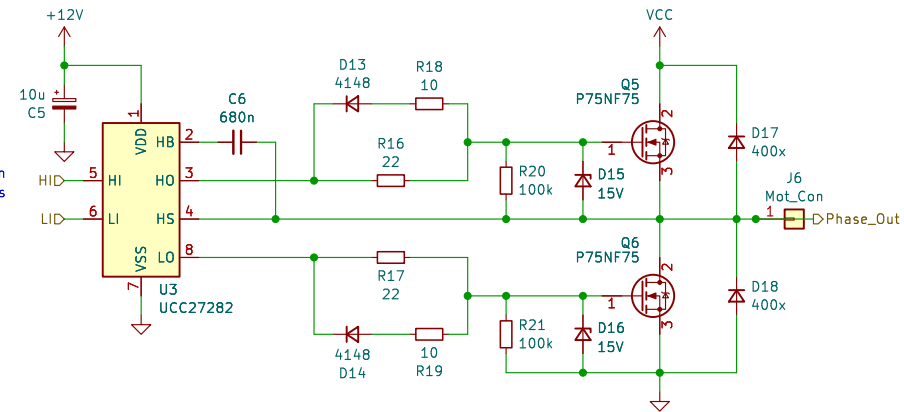 +12V
VCC
D13
4148
R18
10
Q5
P75NF75
2
10u
C5
+
C6
680n
1
VDD
HB
2
R16
22
1
D17
400x
R20
100k
D15
15V
3
J6
Mot_Con
HI
5
HI
HO
3
LI
6
LI
HS
4
1
Phase_Out
VSS
LO
8
7
U3
UCC27282
R17
22
Q6
P75NF75
2
1
D18
400x
R21
100k
D16
15V
3
4148
D14
10
R19
n
s